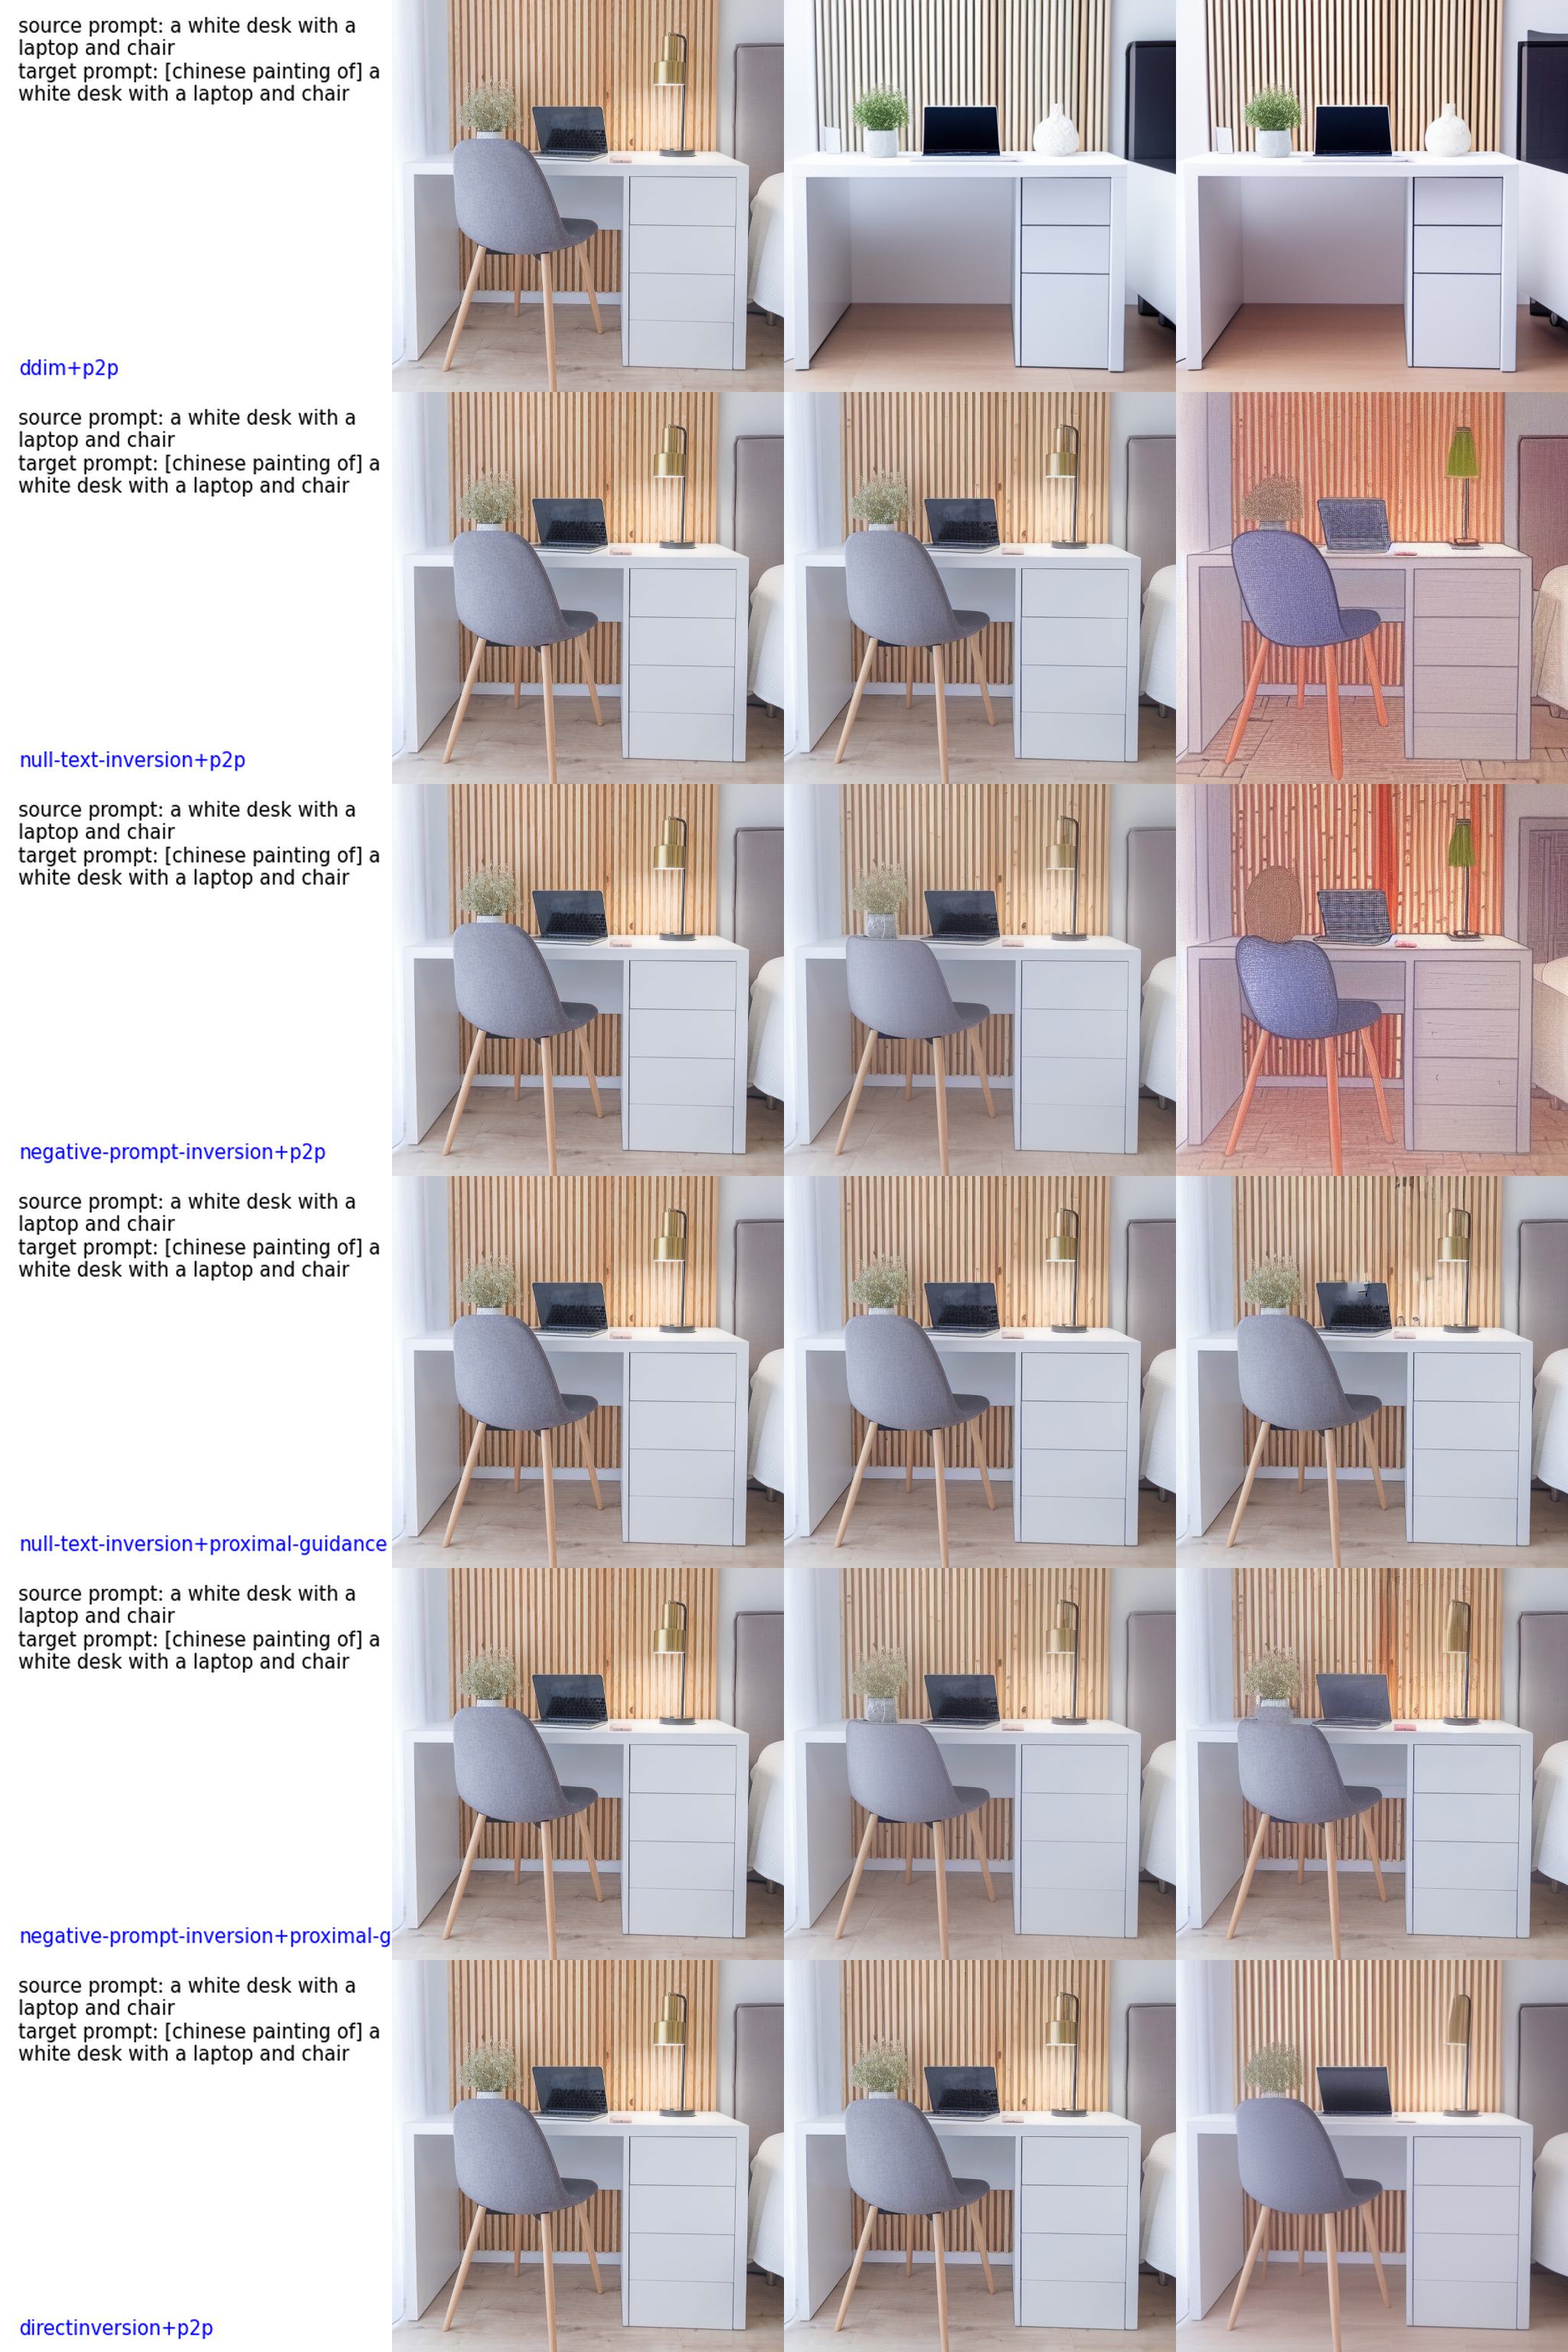 source prompt: a white desk with a
laptop and chair
target prompt: [chinese painting of] a
white desk with a laptop and chair
ddim+p2p
source prompt: a white desk with a
laptop and chair
target prompt: [chinese painting of] a
white desk with a laptop and chair
null-text-inversion+p2p
source prompt: a white desk with a
laptop and chair
target prompt: [chinese painting of] a
white desk with a laptop and chair
negative-prompt-inversion+p2p
source prompt: a white desk with a
laptop and chair
target prompt: [chinese painting of] a
white desk with a laptop and chair
null-text-inversion+proximal-guidance
source prompt: a white desk with a
laptop and chair
target prompt: [chinese painting of] a
white desk with a laptop and chair
negative-prompt-inversion+proximal-g
source prompt: a white desk with a
laptop and chair
target prompt: [chinese painting of] a
white desk with a laptop and chair
directinversion+p2p